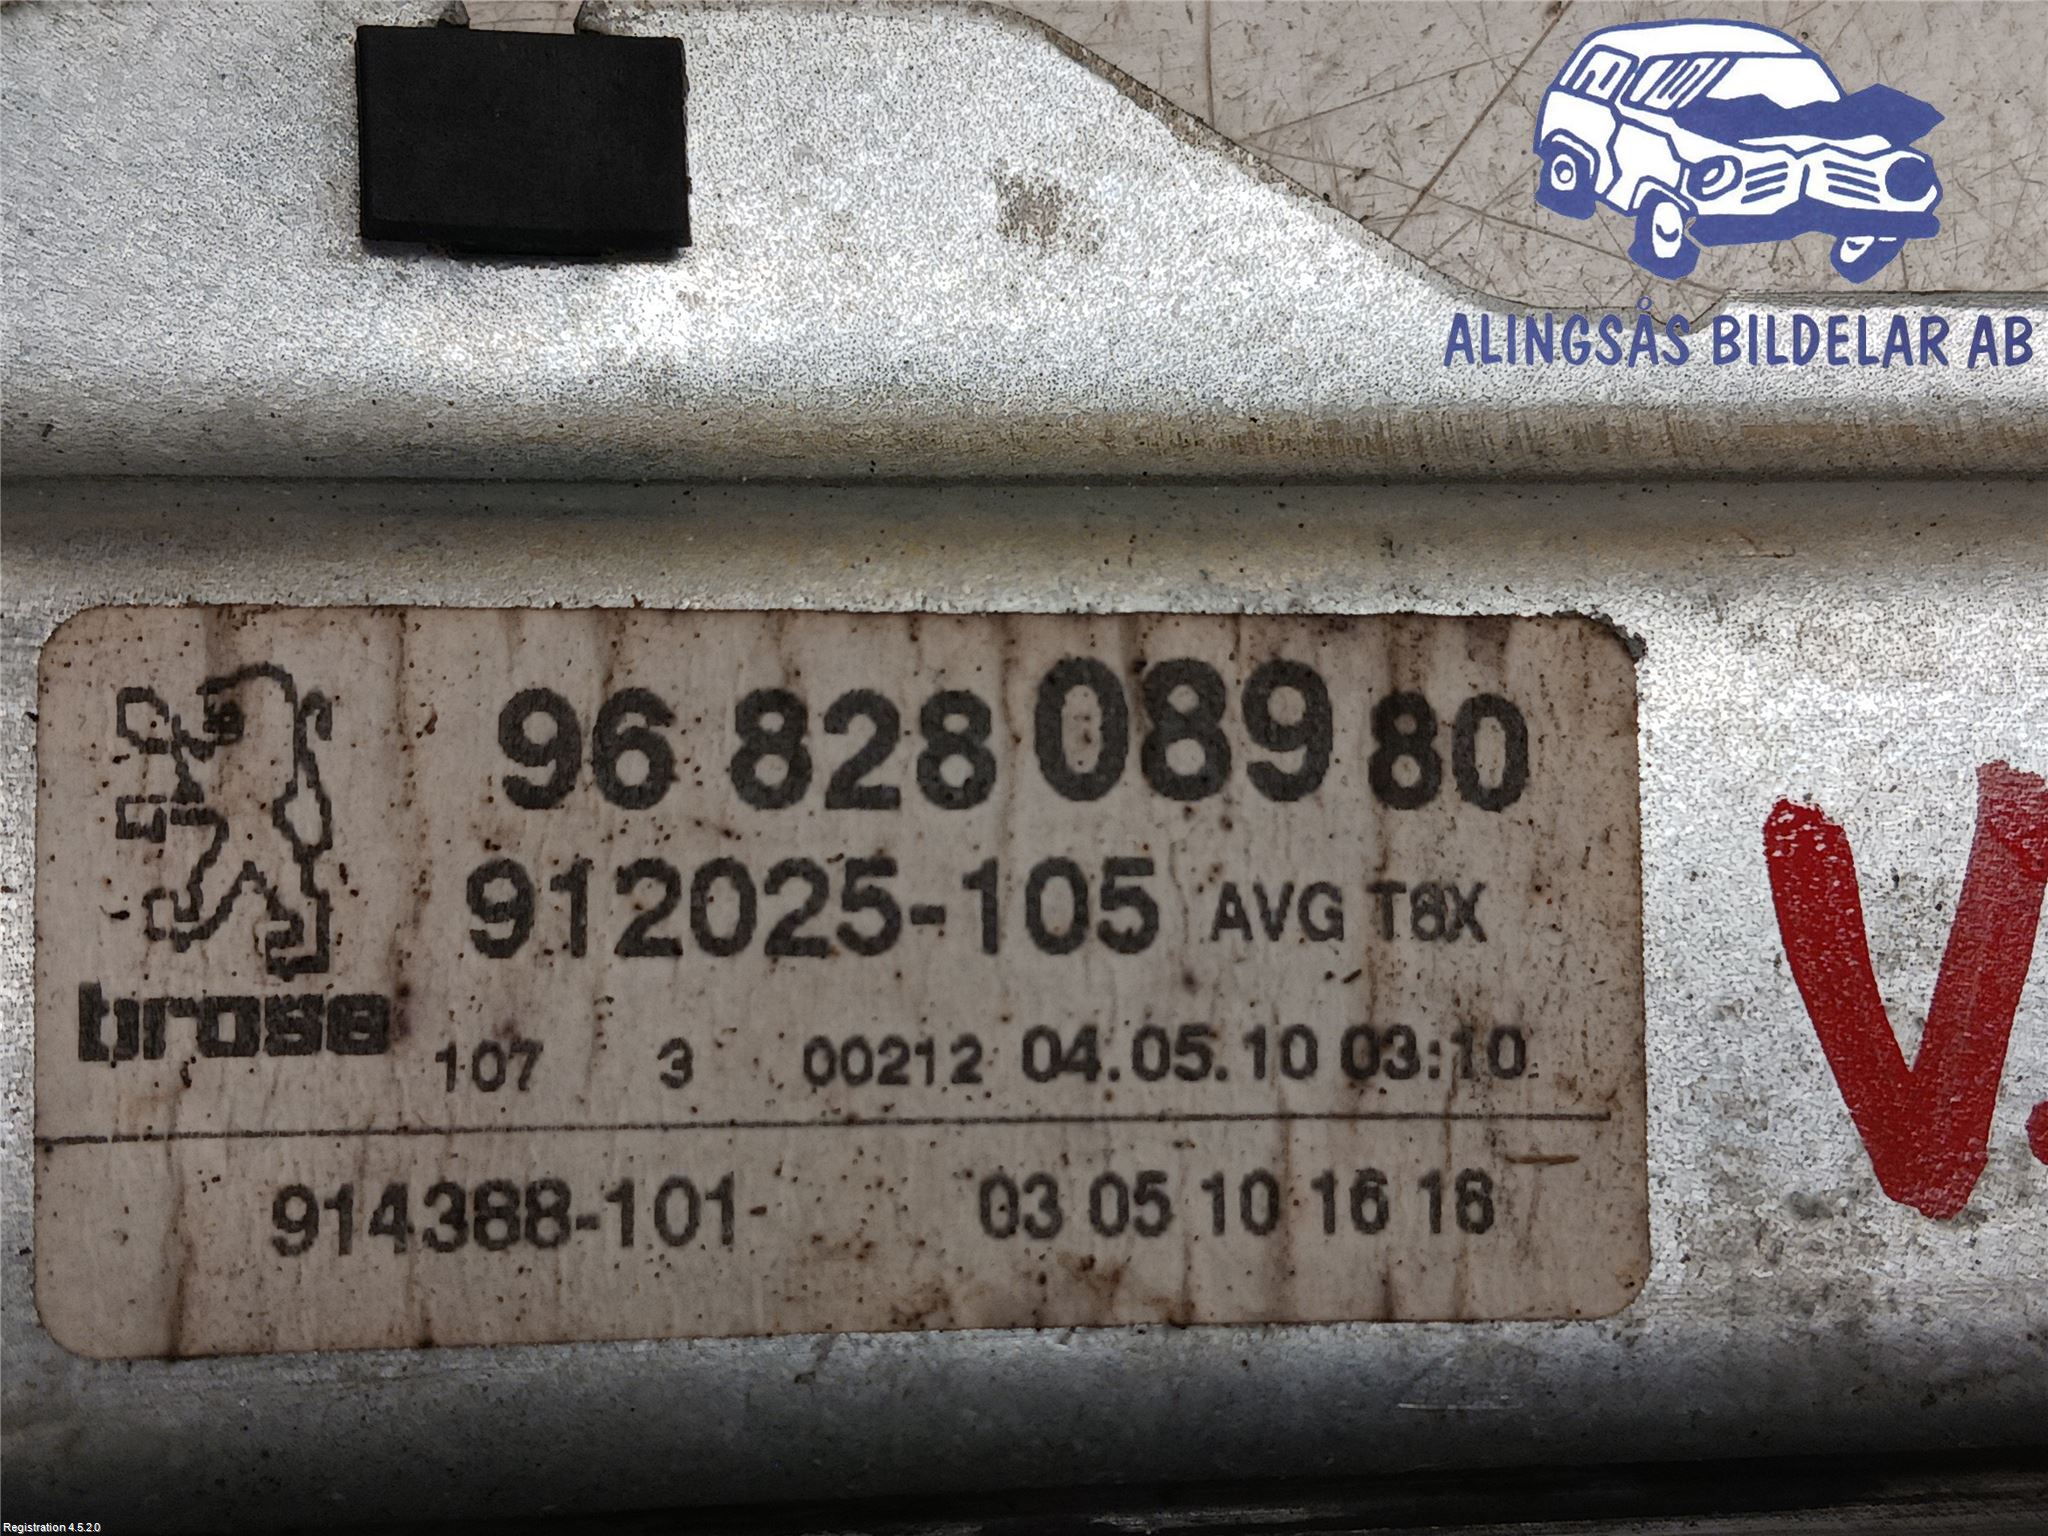 ALINGSÅS BILDELAR AB
96 828 089 80
912025-105 AVG T8X
brose
107 3 00212 04.05.10 03:10
914388-101- 03 05 10 16 16
V.
Registration 4.5.2.0